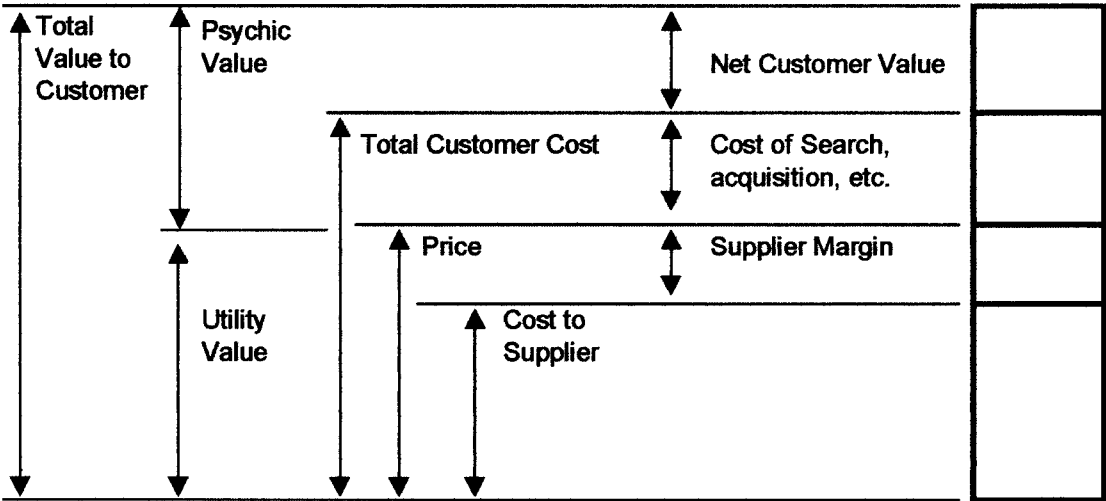 Total
Value to
Customer
Psychic
Value
Net Customer Value
Total Customer Cost
Cost of Search,
acquisition, etc.
Price
Supplier Margin
Utility
Value
Cost to
Supplier